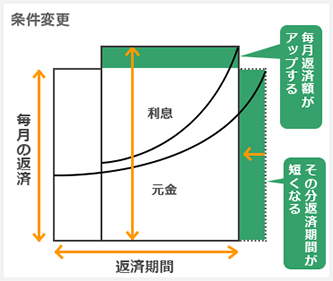 条件変更
毎月返済額が
アップする
毎月の返済
利息
元金
その分返済期間が
短くなる
返済期間